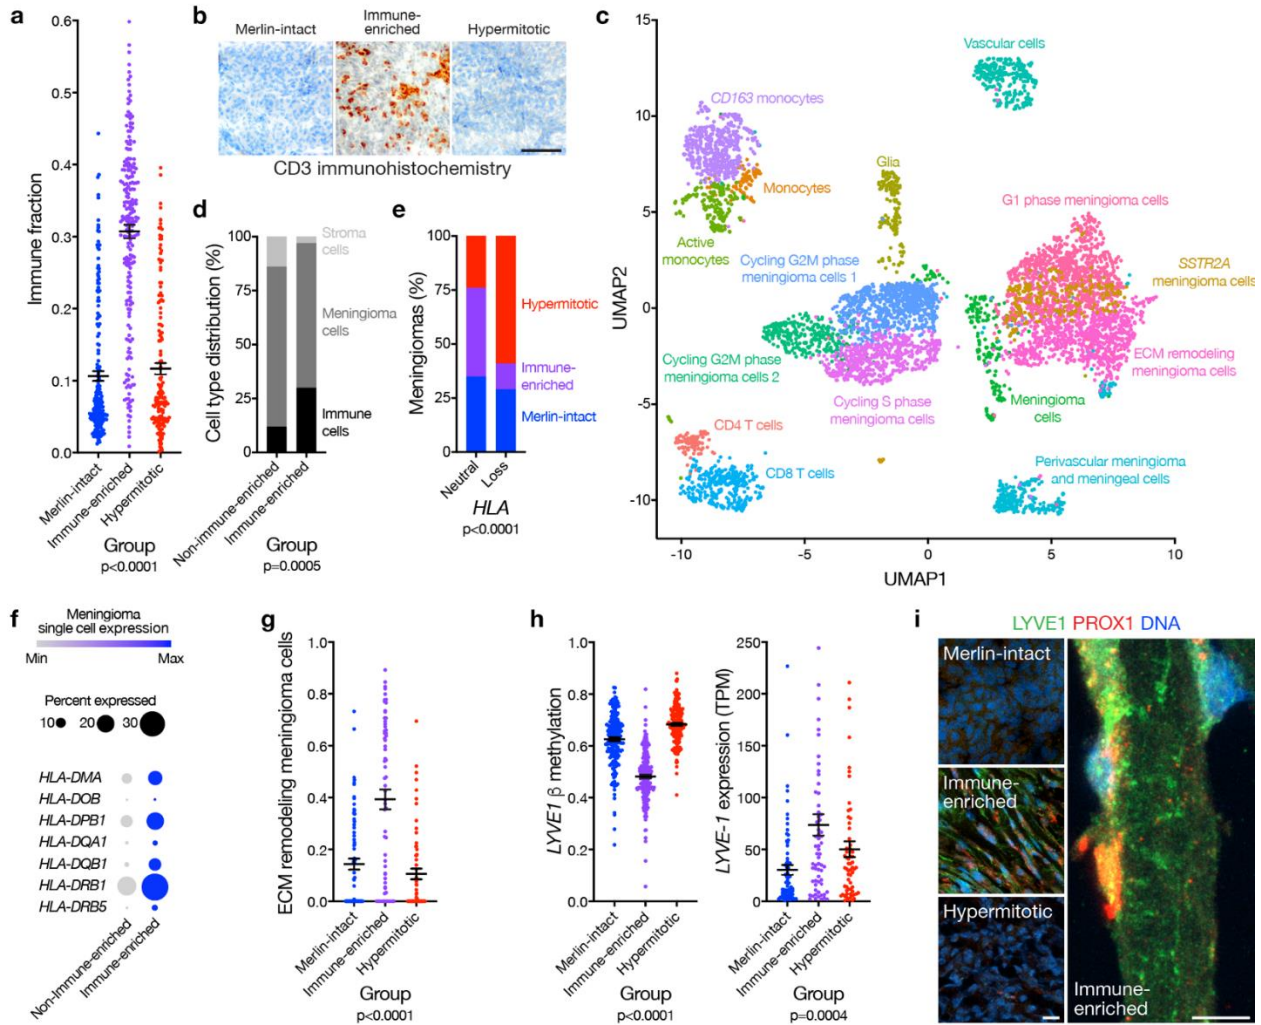 a
0.6
0.5
0.4
0.3
0.2
0.1
0.0
Immune fraction
Merlin-intact
Immune-enriched
Hypermitotic
Group
p<0.0001
b
Merlin-intact
Immune-
enriched
Hypermitotic
CD3 immunohistochemistry
c
15
10
5
0
-5
-10
UMAP2
-10
-5
0
5
10
UMAP1
Vascular cells
CD163 monocytes
Monocytes
Active
monocytes
Glia
G1 phase meningioma cells
Cycling G2M phase
meningioma cells 1
SSTR2A
meningioma cells
Cycling G2M phase
meningioma cells 2
Cycling S phase
meningioma cells
ECM remodeling
meningioma cells
Meningioma
cells
CD4 T cells
CD8 T cells
Perivascular meningioma
and meningeal cells
d
100
75
50
25
0
Cell type distribution (%)
Stroma
cells
Meningioma
cells
Immune
cells
Non-immune-enriched
Immune-enriched
Group
p=0.0005
e
100
75
50
25
0
Meningiomas (%)
Hypermitotic
Immune-
enriched
Merlin-intact
Neutral
Loss
HLA
p<0.0001
f
Meningioma
single cell expression
Min
Max
Percent expressed
10
20
30
HLA-DMA
HLA-DOB
HLA-DPB1
HLA-DQA1
HLA-DQB1
HLA-DRB1
HLA-DRB5
Non-immune-enriched
Immune-enriched
g
1.0
0.8
0.6
0.4
0.2
0.0
ECM remodeling meningioma cells
Merlin-intact
Immune-enriched
Hypermitotic
Group
p<0.0001
h
1.0
0.8
0.6
0.4
0.2
0.0
LYVE1 β methylation
Merlin-intact
Immune-enriched
Hypermitotic
Group
p<0.0001
250
200
150
100
50
0
LYVE-1 expression (TPM)
Merlin-intact
Immune-enriched
Hypermitotic
Group
p=0.0004
i
LYVE1 PROX1 DNA
Merlin-intact
Immune-
enriched
Hypermitotic
Immune-
enriched